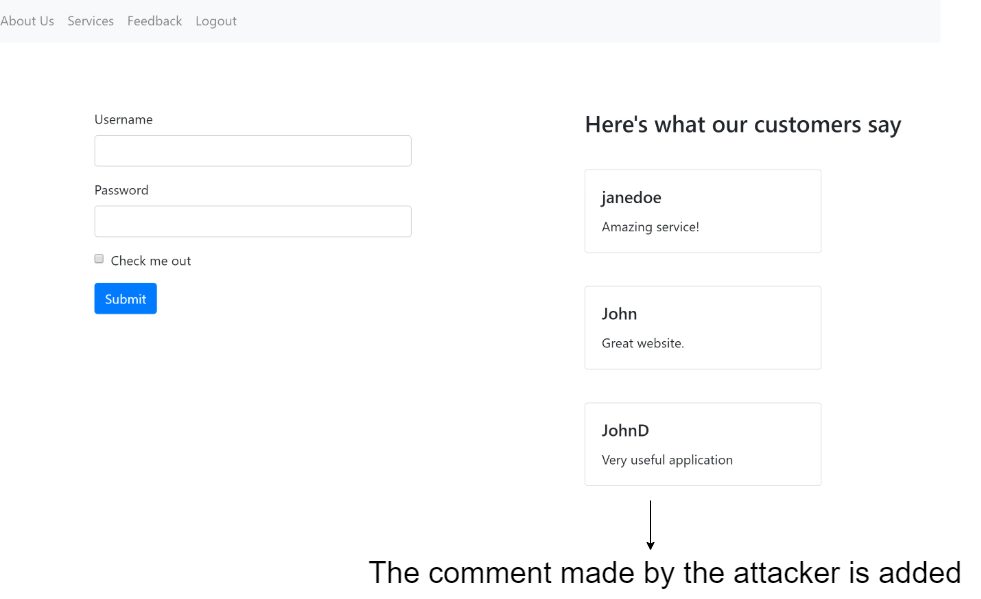 About Us Services Feedback Logout
Username
Password
Check me out
Submit
Here's what our customers say
janedoe
Amazing service!
John
Great website.
JohnD
Very useful application
The comment made by the attacker is added